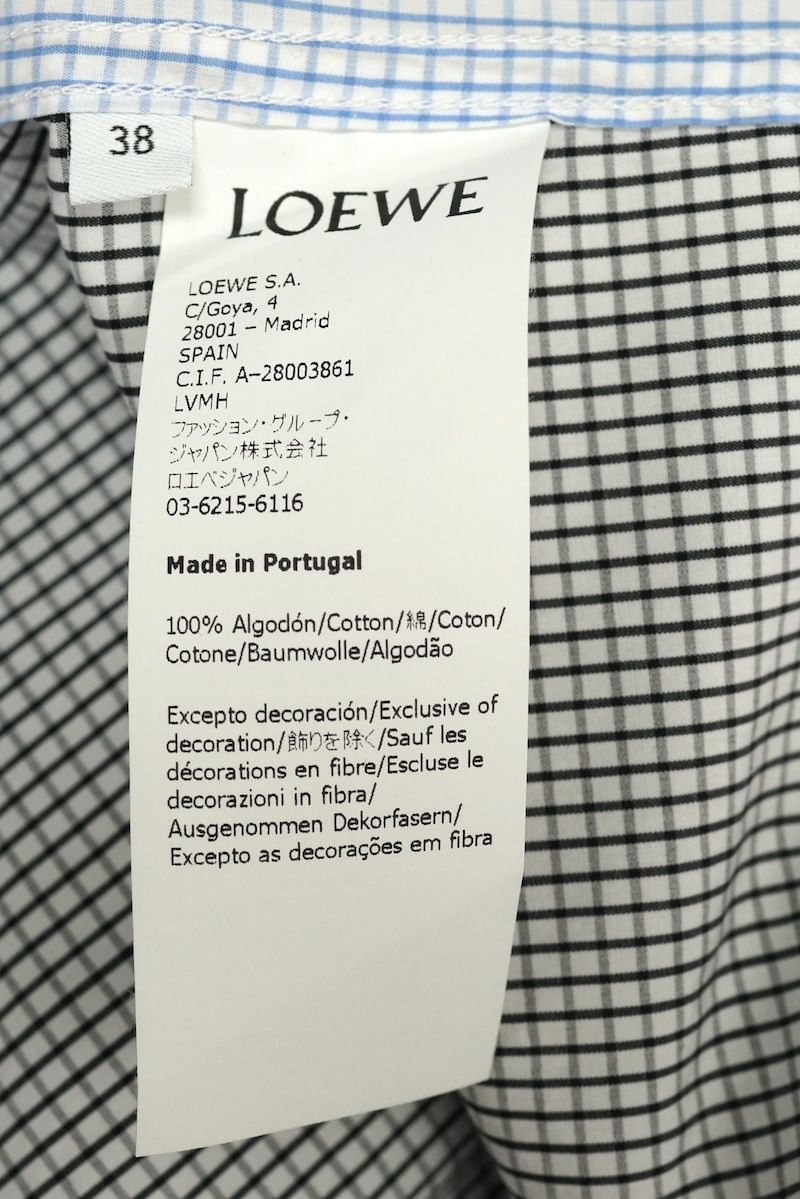 38
LOEWE
LOEWE S.A.
C/Goya, 4
28001 – Madrid
SPAIN
C.I.F. A–28003861
LVMH
ファッション・グループ・
ジャパン株式会社
ロエベジャパン
03-6215-6116
Made in Portugal
100% Algodón/Cotton/綿/Coton/
Cotone/Baumwolle/Algodão
Excepto decoración/Exclusive of
decoration/飾りを除く/Sauf les
décorations en fibre/Escluse le
decorazioni in fibra/
Ausgenommen Dekorfasern/
Excepto as decorações em fibra